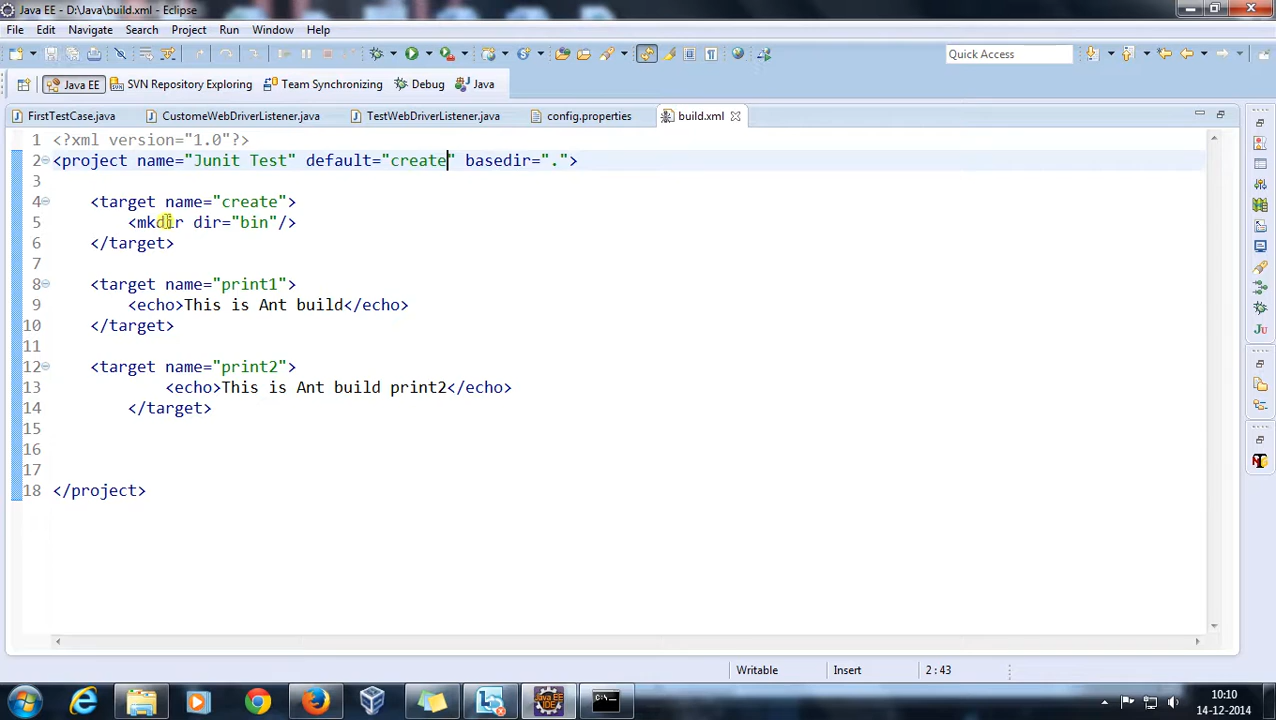 Java EE - D:\Java\build.xml - Eclipse
File Edit Navigate Search Project Run Window Help
Quick Access
Java EE SVN Repository Exploring Team Synchronizing Debug Java
FirstTestCase.java CustomeWebDriverListener.java TestWebDriverListener.java config.properties build.xml
1 <?xml version="1.0"?>
2 <project name="Junit Test" default="create" basedir=".">
3
4 <target name="create">
5 <mkdir dir="bin"/>
6 </target>
7
8 <target name="print1">
9 <echo>This is Ant build</echo>
10 </target>
11
12 <target name="print2">
13 <echo>This is Ant build print2</echo>
14 </target>
15
16
17
18 </project>
Writable Insert 2 : 43
10:10
14-12-2014